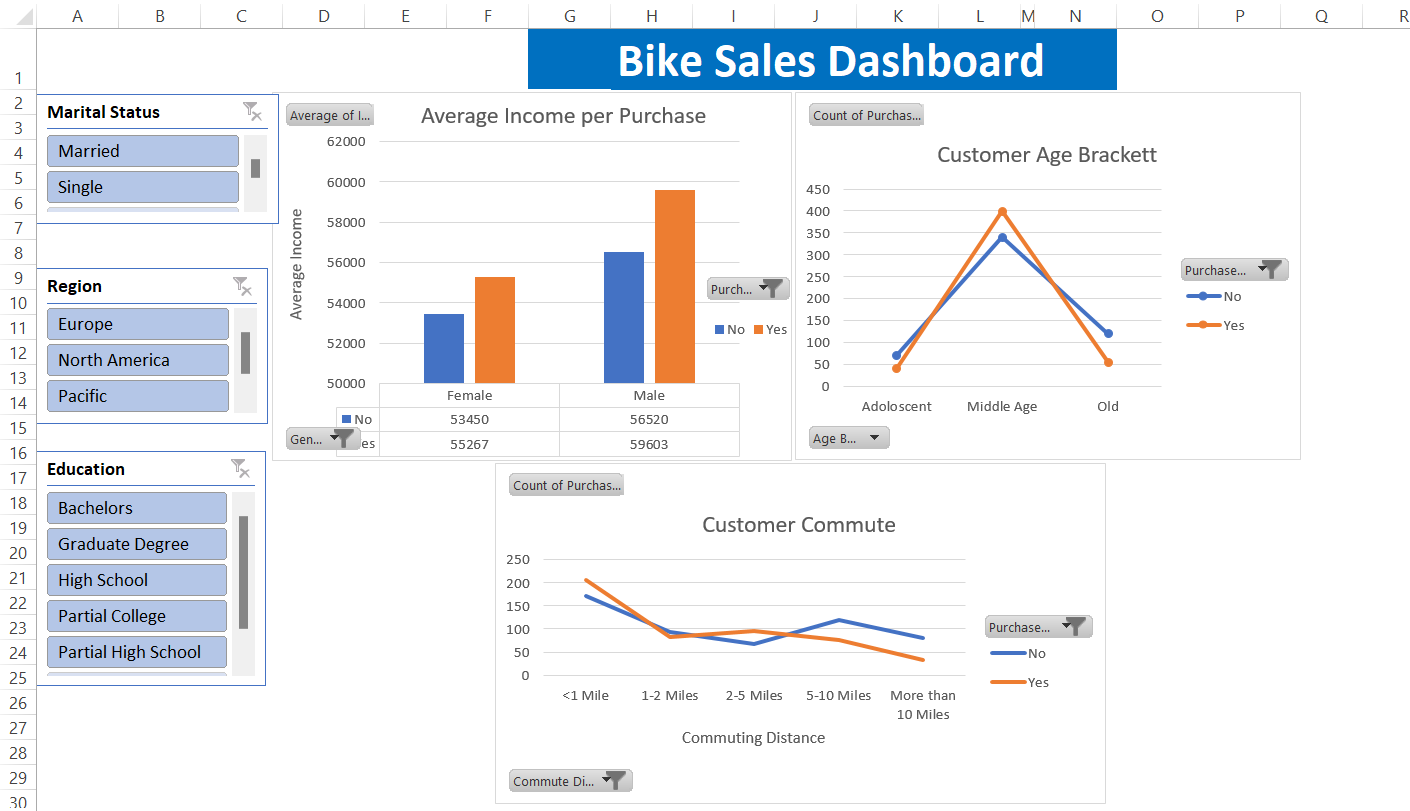 A B C D E F G H I J K L M N O P Q R
Bike Sales Dashboard
1
2
3
4
5
6
7
8
9
10
11
12
13
14
15
16
17
18
19
20
21
22
23
24
25
26
27
28
29
30
Marital Status
Married
Single
Region
Europe
North America
Pacific
Education
Bachelors
Graduate Degree
High School
Partial College
Partial High School
Average of I...
Average Income per Purchase
Average Income
62000
60000
58000
56000
54000
52000
50000
Female Male
No 53450 56520
es 55267 59603
Gen...
Purch...
No Yes
Count of Purchas...
Customer Age Brackett
450
400
350
300
250
200
150
100
50
0
Adoloscent Middle Age Old
Age B...
Purchase...
No
Yes
Count of Purchas...
Customer Commute
250
200
150
100
50
0
<1 Mile 1-2 Miles 2-5 Miles 5-10 Miles More than
10 Miles
Commuting Distance
Commute Di...
Purchase...
No
Yes